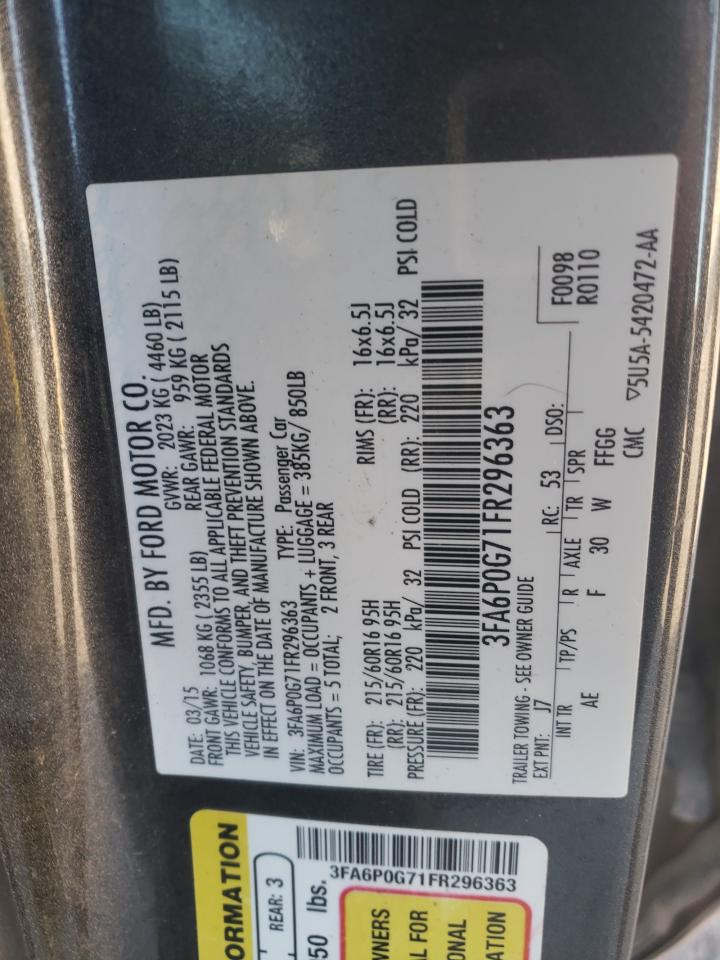 MFD. BY FORD MOTOR CO.
DATE: 03/15 GVWR: 2023 KG ( 4460 LB)
FRONT GAWR: 1068 KG ( 2355 LB) REAR GAWR: 959 KG ( 2115 LB)
THIS VEHICLE CONFORMS TO ALL APPLICABLE FEDERAL MOTOR
VEHICLE SAFETY, BUMPER, AND THEFT PREVENTION STANDARDS
IN EFFECT ON THE DATE OF MANUFACTURE SHOWN ABOVE.
VIN: 3FA6P0G71FR296363 TYPE: Passenger Car
MAXIMUM LOAD = OCCUPANTS + LUGGAGE = 385KG/ 850LB
OCCUPANTS = 5 TOTAL; 2 FRONT, 3 REAR
TIRE (FR): 215/60R16 95H RIMS (FR): 16x6.5J
(RR): 215/60R16 95H (RR): 16x6.5J
PRESSURE (FR): 220 kPa/ 32 PSI COLD (RR): 220 kPa/ 32 PSI COLD
3FA6P0G71FR296363
TRAILER TOWING - SEE OWNER GUIDE
EXT PNT: J7 RC: 53 DSO: F0098
R0110
INT TR TP/PS R AXLE TR SPR
AE F 30 W FFGG
CMC ▽5U5A-5420472-AA
ORMATION
REAR: 3
50 lbs.
3FA6P0G71FR296363
WNERS
L FOR
ONAL
ATION